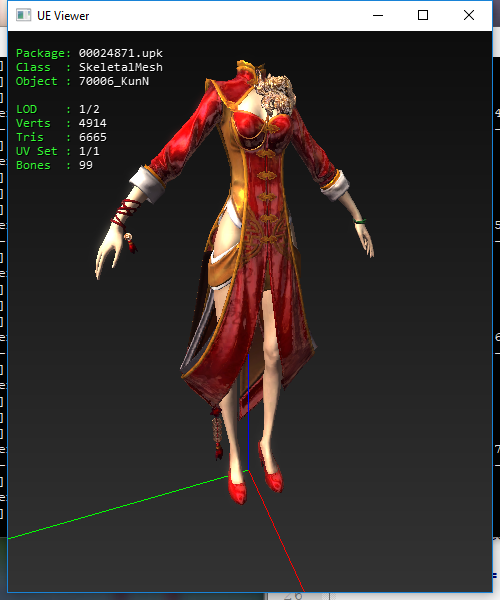 UE Viewer
Package: 00024871.upk
Class : SkeletalMesh
Object : 70006_KunN
LOD : 1/2
Verts : 4914
Tris : 6665
UV Set : 1/1
Bones : 99